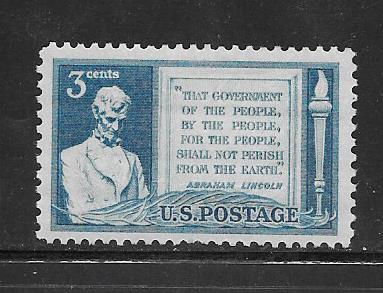 3 cents
"THAT GOVERNMENT
OF THE PEOPLE,
BY THE PEOPLE,
FOR THE PEOPLE,
SHALL NOT PERISH
FROM THE EARTH".
ABRAHAM LINCOLN
U.S. POSTAGE